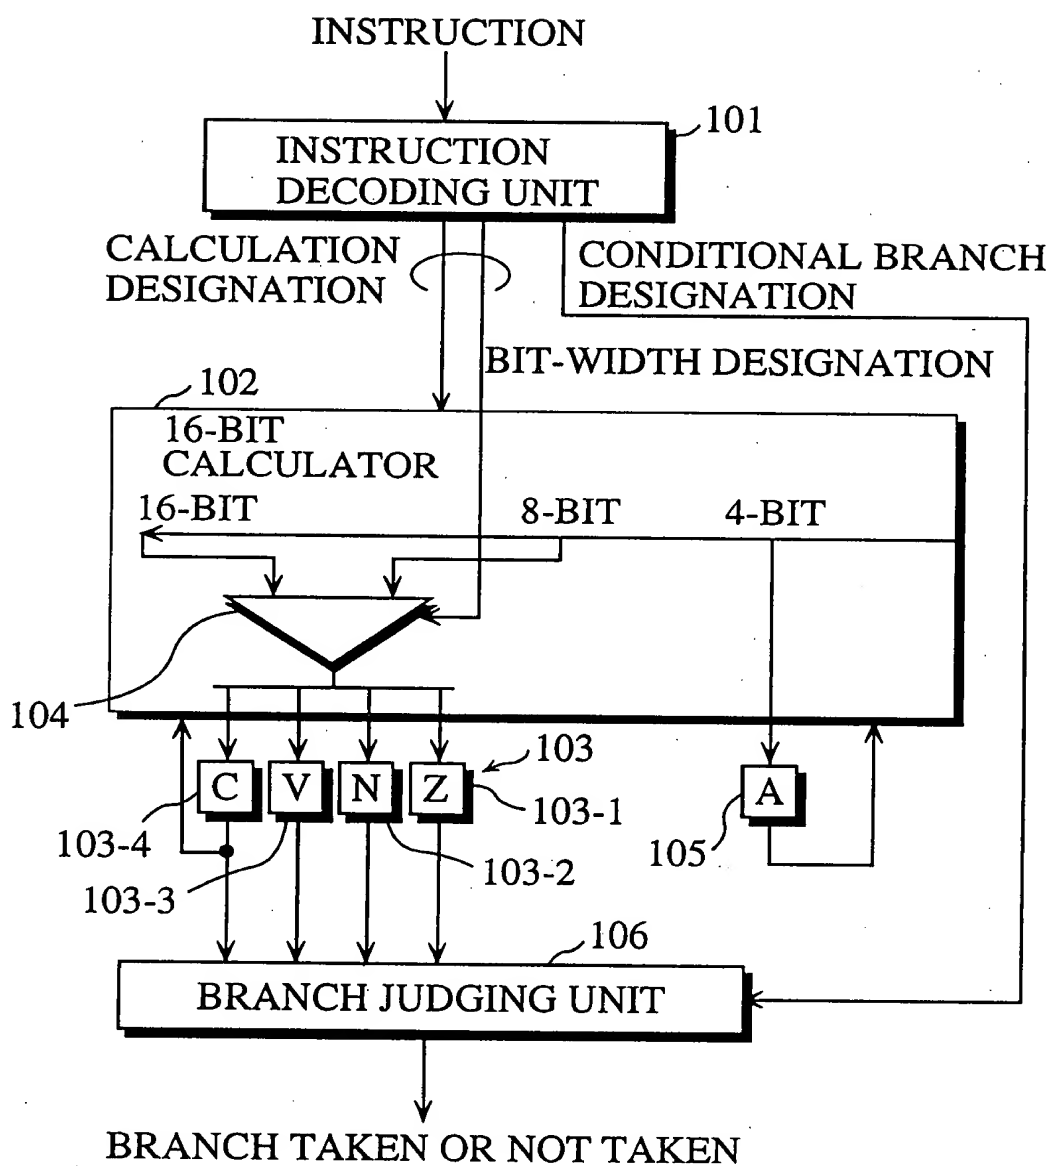 INSTRUCTION
101
INSTRUCTION
DECODING UNIT
CALCULATION
DESIGNATION
CONDITIONAL BRANCH
DESIGNATION
BIT-WIDTH DESIGNATION
102
16-BIT
CALCULATOR
16-BIT
8-BIT
4-BIT
104
103
C
V
N
Z
A
103-1
103-4
105
103-2
103-3
106
BRANCH JUDGING UNIT
BRANCH TAKEN OR NOT TAKEN